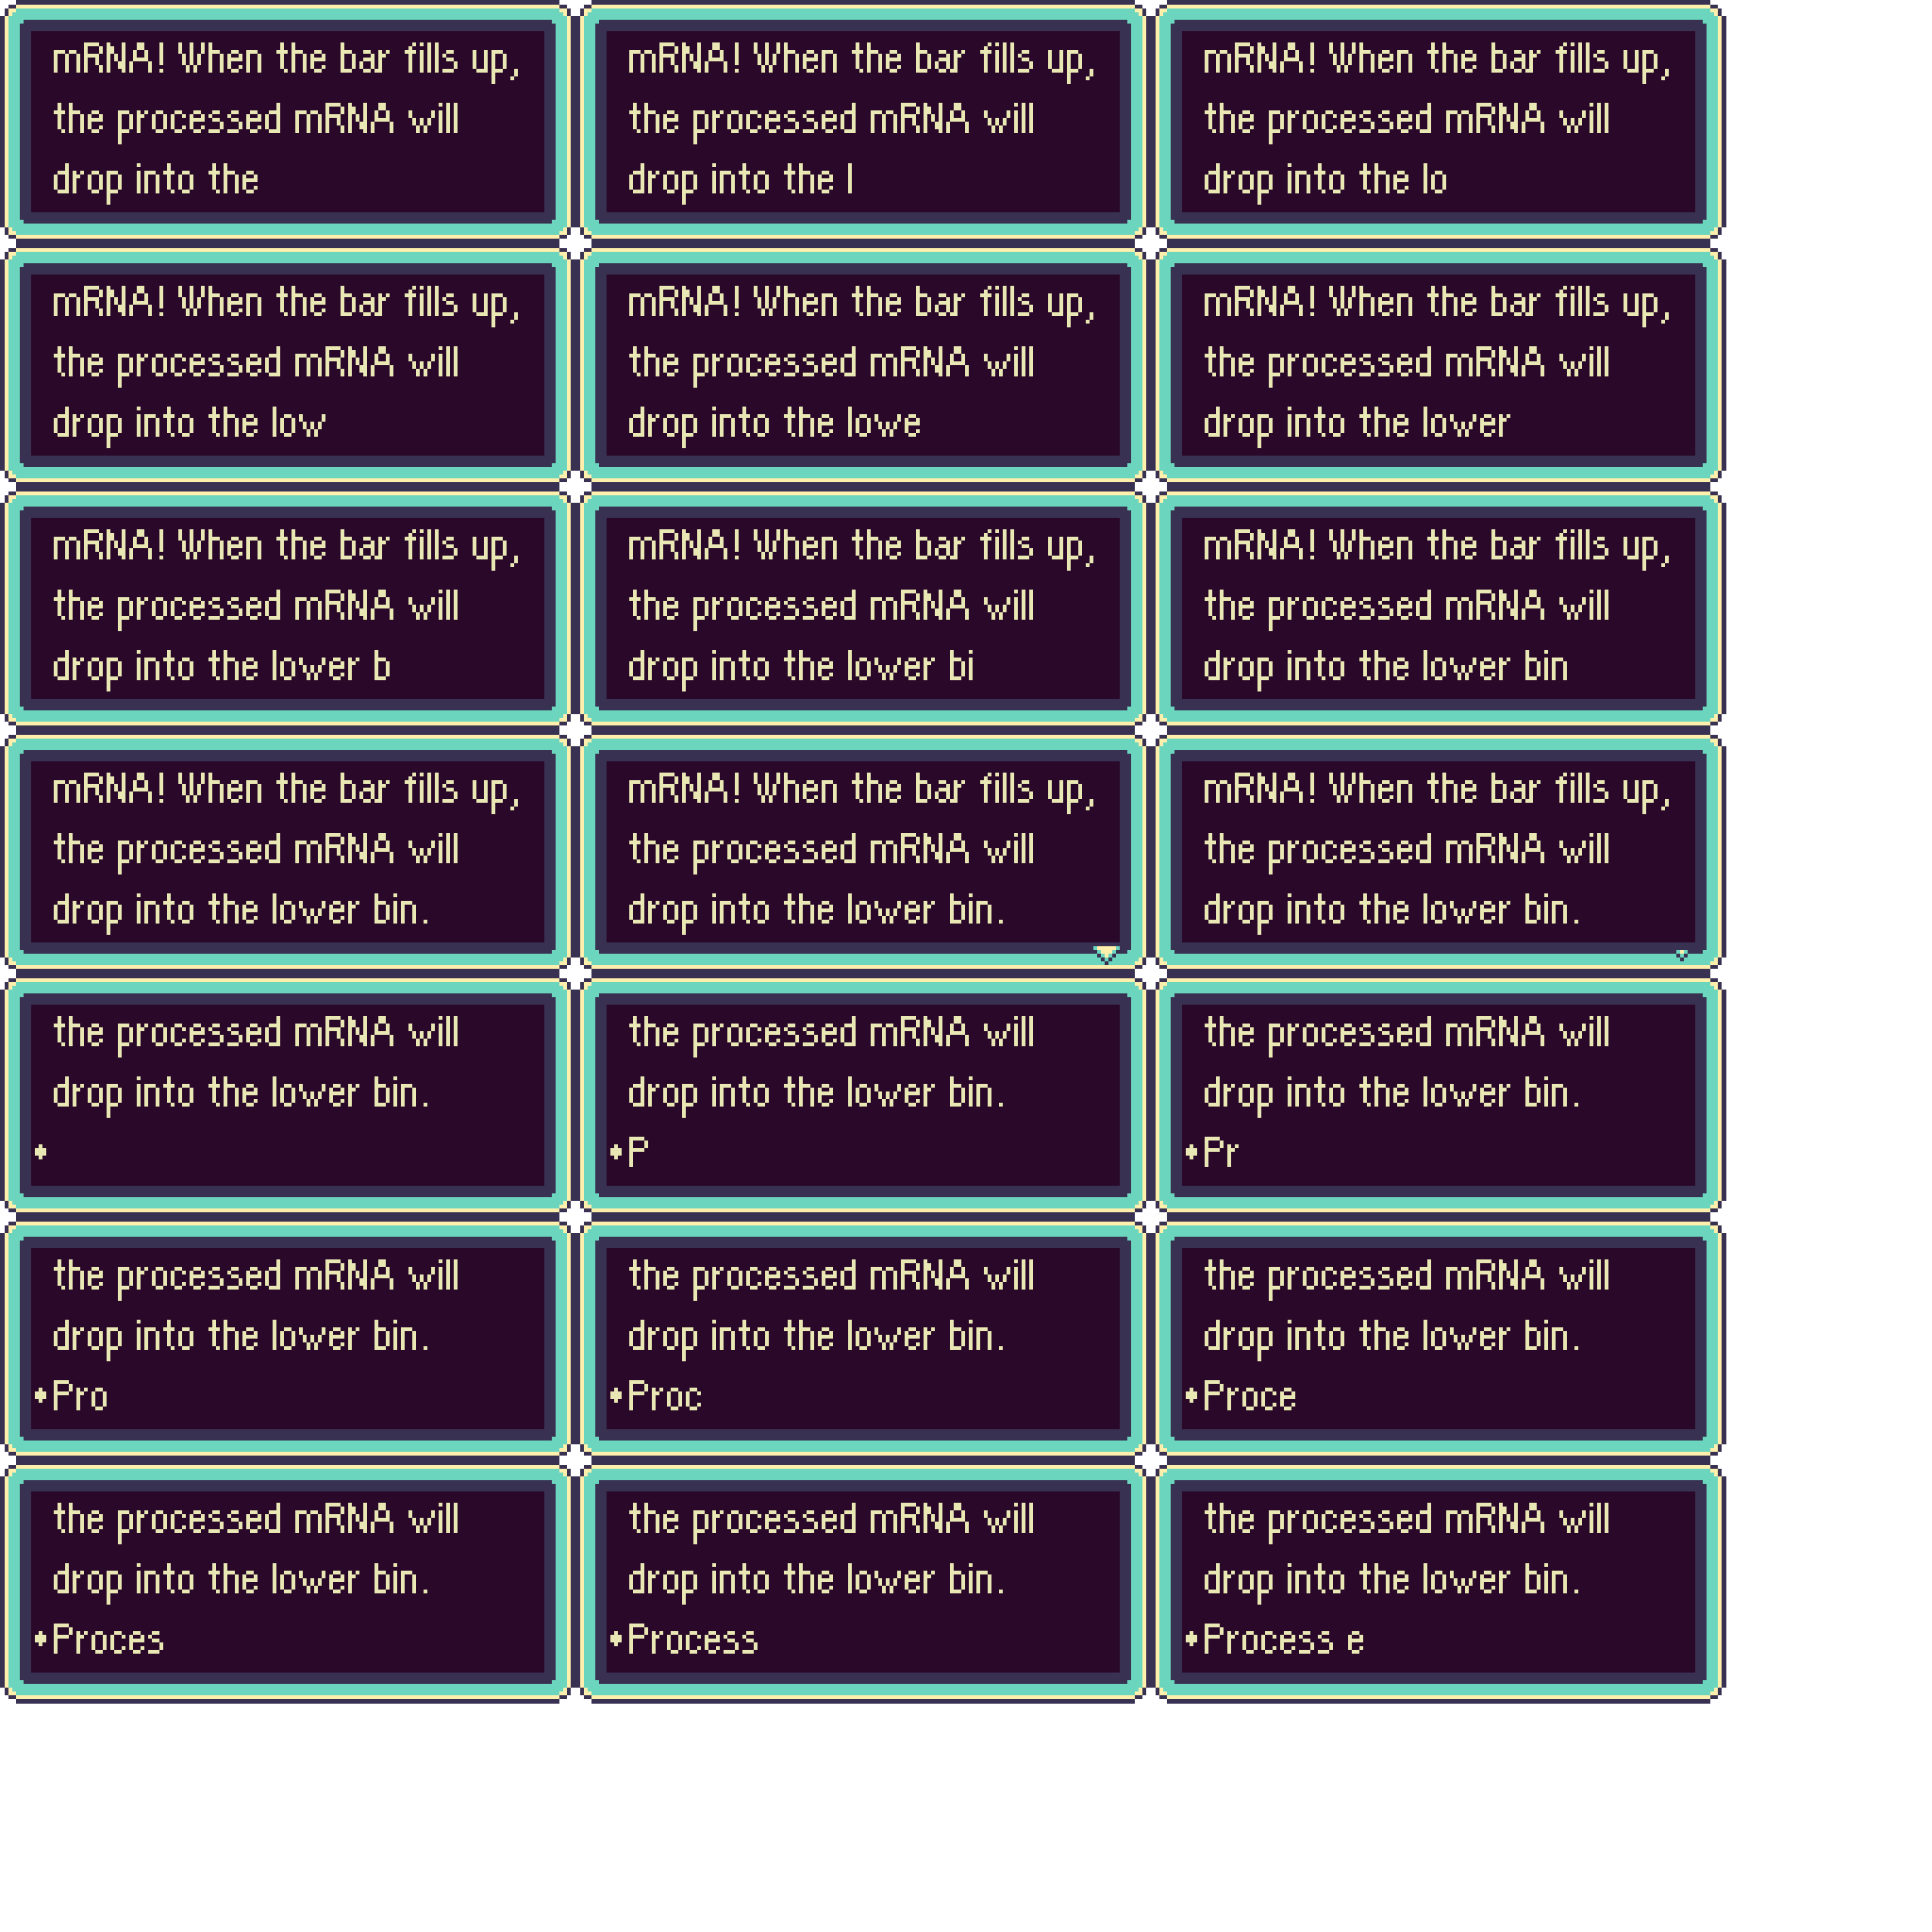 mRNA! When the bar fills up,
the processed mRNA will
drop into the
mRNA! When the bar fills up,
the processed mRNA will
drop into the l
mRNA! When the bar fills up,
the processed mRNA will
drop into the lo
mRNA! When the bar fills up,
the processed mRNA will
drop into the low
mRNA! When the bar fills up,
the processed mRNA will
drop into the lowe
mRNA! When the bar fills up,
the processed mRNA will
drop into the lower
mRNA! When the bar fills up,
the processed mRNA will
drop into the lower b
mRNA! When the bar fills up,
the processed mRNA will
drop into the lower bi
mRNA! When the bar fills up,
the processed mRNA will
drop into the lower bin
mRNA! When the bar fills up,
the processed mRNA will
drop into the lower bin.
mRNA! When the bar fills up,
the processed mRNA will
drop into the lower bin.
mRNA! When the bar fills up,
the processed mRNA will
drop into the lower bin.
the processed mRNA will
drop into the lower bin.
•
the processed mRNA will
drop into the lower bin.
•P
the processed mRNA will
drop into the lower bin.
•Pr
the processed mRNA will
drop into the lower bin.
•Pro
the processed mRNA will
drop into the lower bin.
•Proc
the processed mRNA will
drop into the lower bin.
•Proce
the processed mRNA will
drop into the lower bin.
•Proces
the processed mRNA will
drop into the lower bin.
•Process
the processed mRNA will
drop into the lower bin.
•Process e